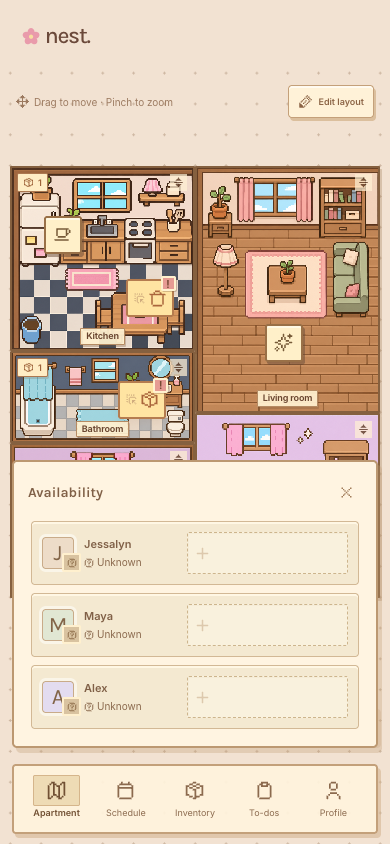 nest.
Drag to move · Pinch to zoom
Edit layout
1
!
Kitchen
Living room
1
!
Bathroom
Availability
J
Jessalyn
Unknown
+
M
Maya
Unknown
+
A
Alex
Unknown
+
Apartment
Schedule
Inventory
To-dos
Profile